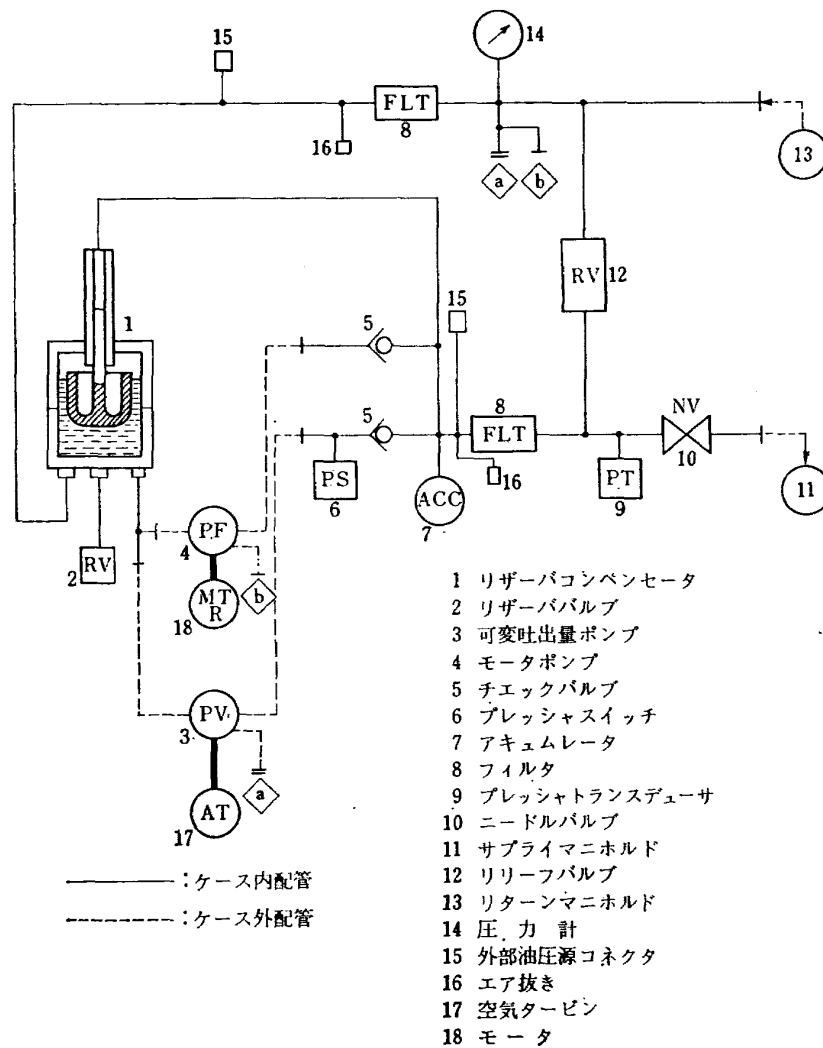 15
14
FLT
8
16
a
b
13
RV 12
15
1
5
8
NV
5
FLT
10
PS
6
16
PT
9
11
ACC
7
PF
4
RV
2
b
MT
R
18
PV
3
a
AT
17
1 リザーバコンペンセータ
2 リザーババルブ
3 可変吐出量ポンプ
4 モータポンプ
5 チエックバルブ
6 プレッシャスイッチ
7 アキュムレータ
8 フィルタ
9 プレッシャトランスデューサ
10 ニードルバルブ
11 サプライマニホルド
12 リリーフバルブ
13 リターンマニホルド
14 圧力計
15 外部油圧源コネクタ
16 エア抜き
17 空気タービン
18 モータ
:ケース内配管
:ケース外配管